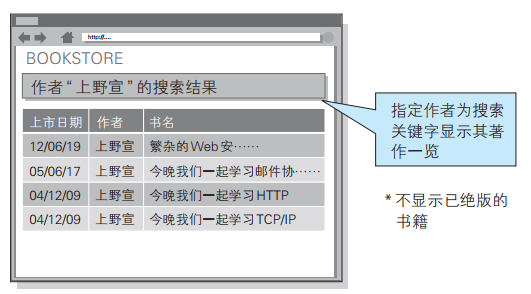 http://....
BOOKSTORE
作者“上野宣”的搜索结果
上市日期 作者 书名
12/06/19 上野宣 繁杂的Web安……
05/06/17 上野宣 今晚我们一起学习邮件协……
04/12/09 上野宣 今晚我们一起学习HTTP
04/12/09 上野宣 今晚我们一起学习TCP/IP
指定作者为搜索
关键字显示其著
作一览
*不显示已绝版的
书籍